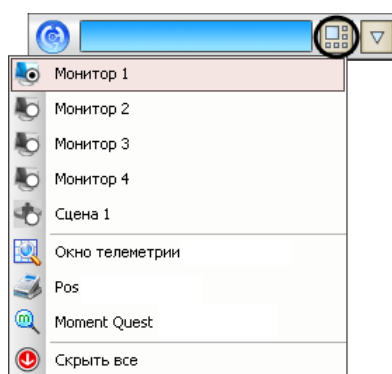 Монитор 1
Монитор 2
Монитор 3
Монитор 4
Сцена 1
Окно телеметрии
Pos
Moment Quest
Скрыть все